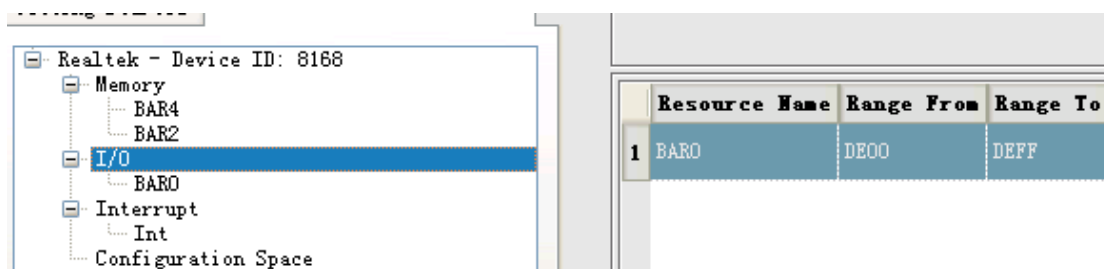 Realtek - Device ID: 8168
Memory
BAR4
BAR2
I/O
BAR0
Interrupt
Int
Configuration Space
Resource Name Range From Range To
1 BAR0 DE00 DEFF